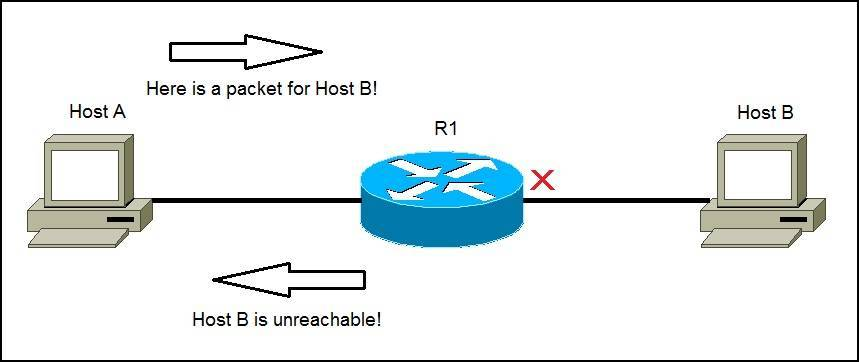 Here is a packet for Host B!
Host A
Host B
R1
Host B is unreachable!